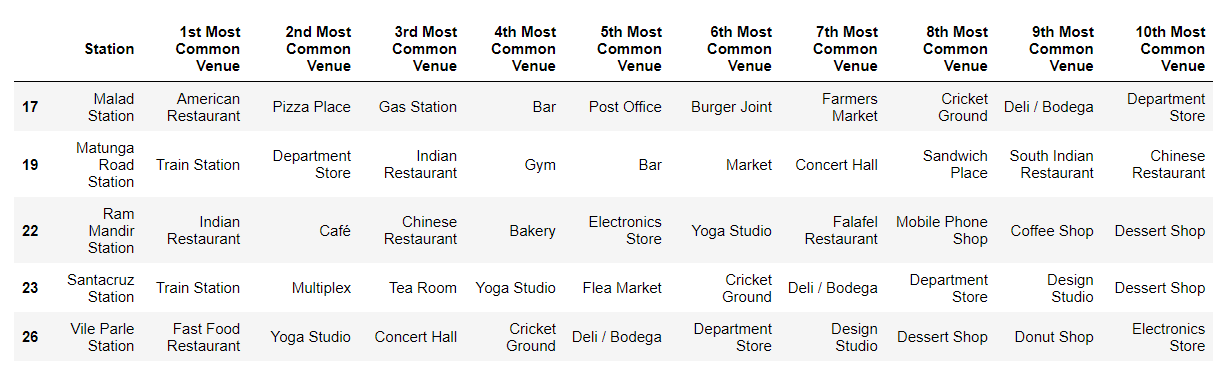 Station 1st Most Common Venue 2nd Most Common Venue 3rd Most Common Venue 4th Most Common Venue 5th Most Common Venue 6th Most Common Venue 7th Most Common Venue 8th Most Common Venue 9th Most Common Venue 10th Most Common Venue
17 Malad Station American Restaurant Pizza Place Gas Station Bar Post Office Burger Joint Farmers Market Cricket Ground Deli / Bodega Department Store
19 Matunga Road Station Train Station Department Store Indian Restaurant Gym Bar Market Concert Hall Sandwich Place South Indian Restaurant Chinese Restaurant
22 Ram Mandir Station Indian Restaurant Café Chinese Restaurant Bakery Electronics Store Yoga Studio Falafel Restaurant Mobile Phone Shop Coffee Shop Dessert Shop
23 Santacruz Station Train Station Multiplex Tea Room Yoga Studio Flea Market Cricket Ground Deli / Bodega Department Store Design Studio Dessert Shop
26 Vile Parle Station Fast Food Restaurant Yoga Studio Concert Hall Cricket Ground Deli / Bodega Department Store Design Studio Dessert Shop Donut Shop Electronics Store